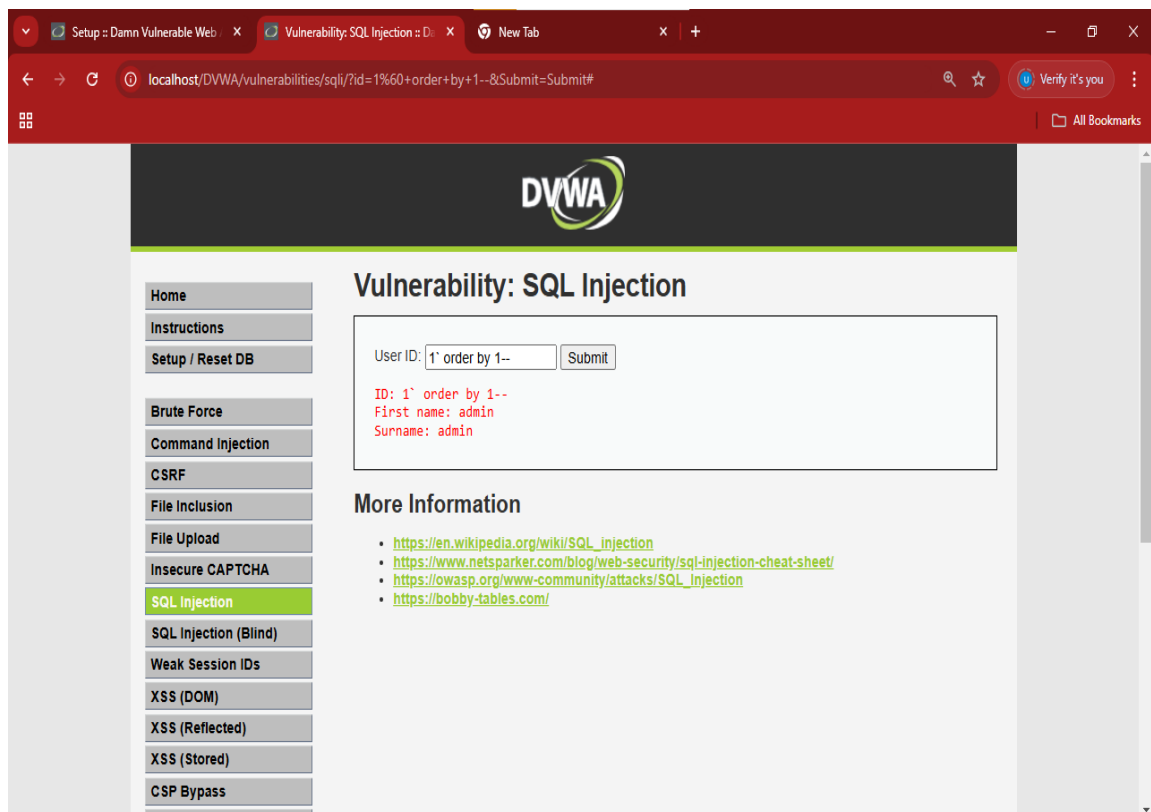 Setup :: Damn Vulnerable Web
Vulnerability: SQL Injection :: Da
New Tab
localhost/DVWA/vulnerabilities/sqli/?id=1%60+order+by+1--&Submit=Submit#
Verify it's you
All Bookmarks
DVWA
Vulnerability: SQL Injection
User ID: 1` order by 1-- Submit
ID: 1` order by 1--
First name: admin
Surname: admin
More Information
https://en.wikipedia.org/wiki/SQL_injection
https://www.netsparker.com/blog/web-security/sql-injection-cheat-sheet/
https://owasp.org/www-community/attacks/SQL_Injection
https://bobby-tables.com/
Home
Instructions
Setup / Reset DB
Brute Force
Command Injection
CSRF
File Inclusion
File Upload
Insecure CAPTCHA
SQL Injection
SQL Injection (Blind)
Weak Session IDs
XSS (DOM)
XSS (Reflected)
XSS (Stored)
CSP Bypass